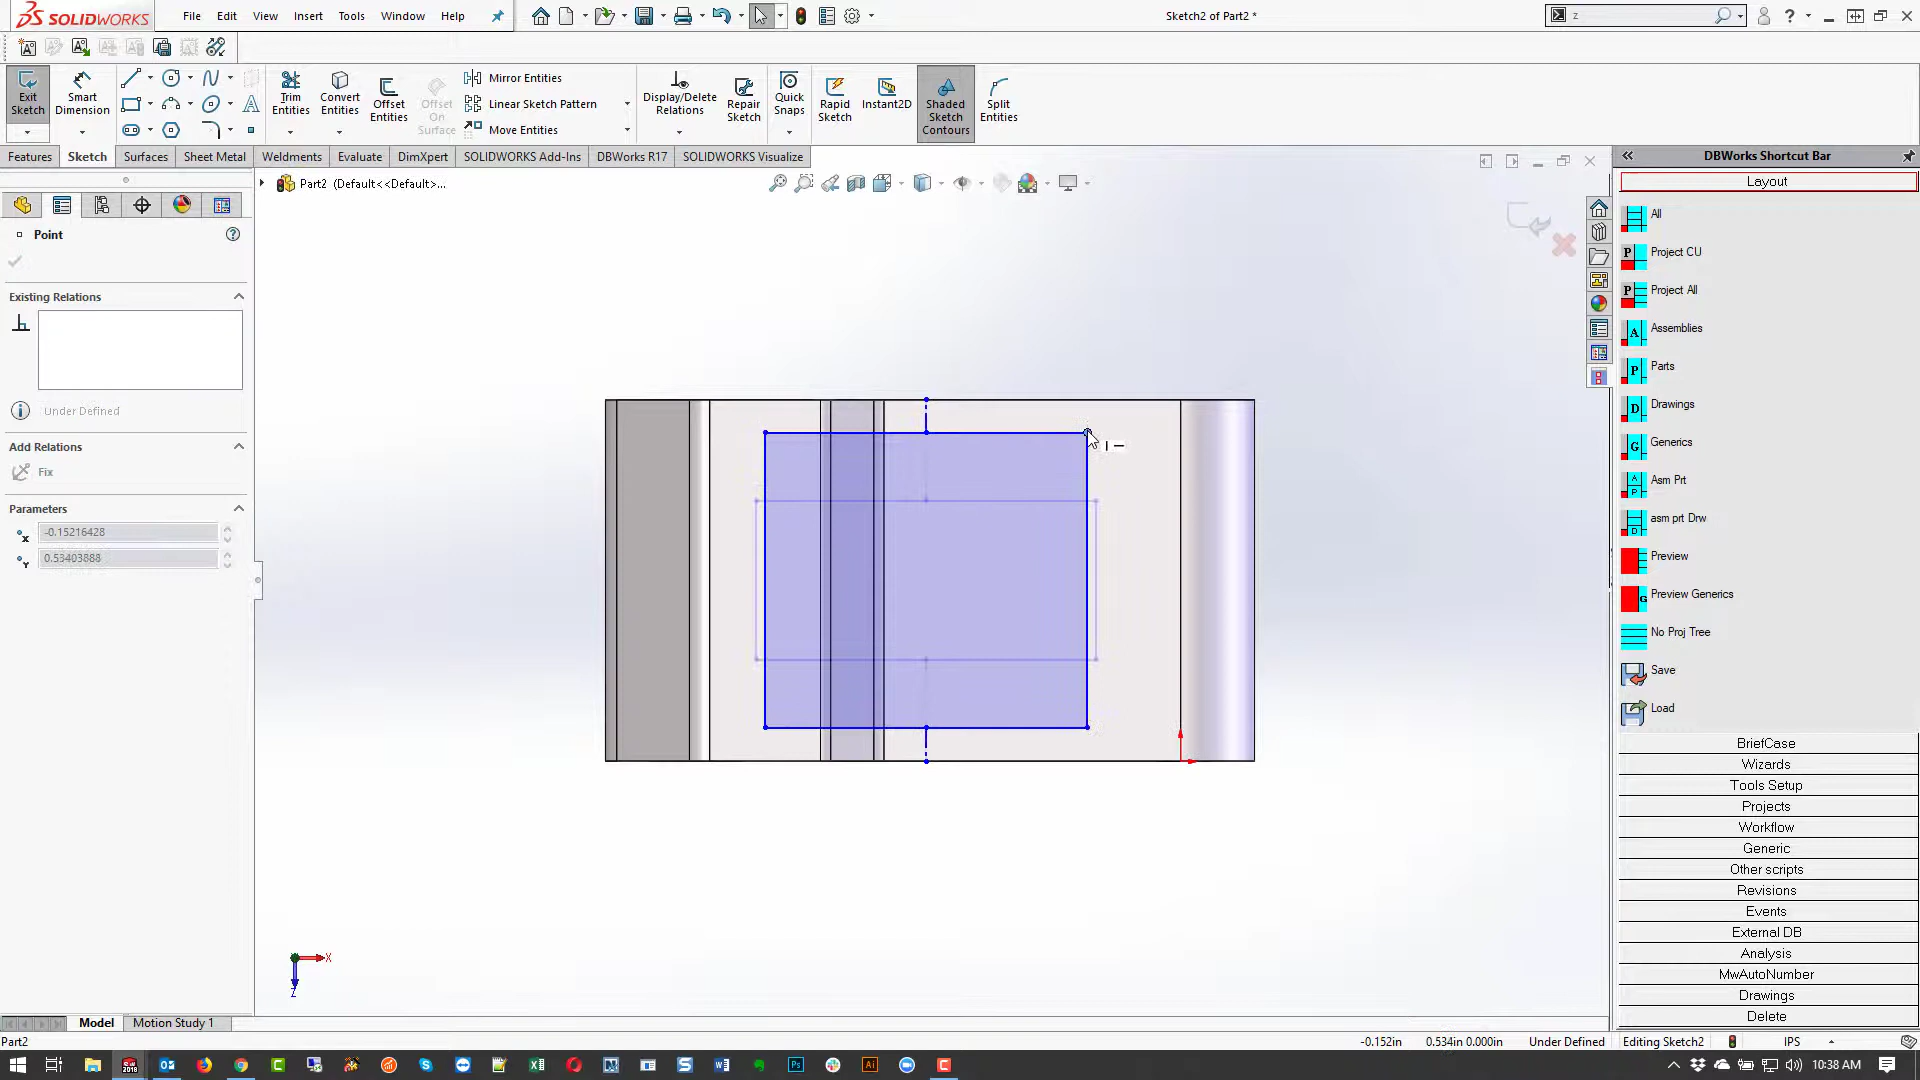 SOLIDWORKS
File
Edit
View
Insert
Tools
Window
Help
Sketch2 of Part2 *
z
?
Exit Sketch
Smart Dimension
Trim Entities
Convert Entities
Offset Entities
Offset On Surface
Mirror Entities
Linear Sketch Pattern
Move Entities
Display/Delete Relations
Repair Sketch
Quick Snaps
Rapid Sketch
Instant2D
Shaded Sketch Contours
Split Entities
Features
Sketch
Surfaces
Sheet Metal
Weldments
Evaluate
DimXpert
SOLIDWORKS Add-Ins
DBWorks R17
SOLIDWORKS Visualize
Part2 (Default<<Default>...
Point
Existing Relations
Under Defined
Add Relations
Fix
Parameters
-0.15216428
0.53403888
X
Z
DBWorks Shortcut Bar
Layout
All
Project CU
Project All
Assemblies
Parts
Drawings
Generics
Asm Prt
asm prt Drw
Preview
Preview Generics
No Proj Tree
Save
Load
BriefCase
Wizards
Tools Setup
Projects
Workflow
Generic
Other scripts
Revisions
Events
External DB
Analysis
MwAutoNumber
Drawings
Delete
Model
Motion Study 1
Part2
-0.152in
0.534in 0.000in
Under Defined
Editing Sketch2
IPS
10:38 AM